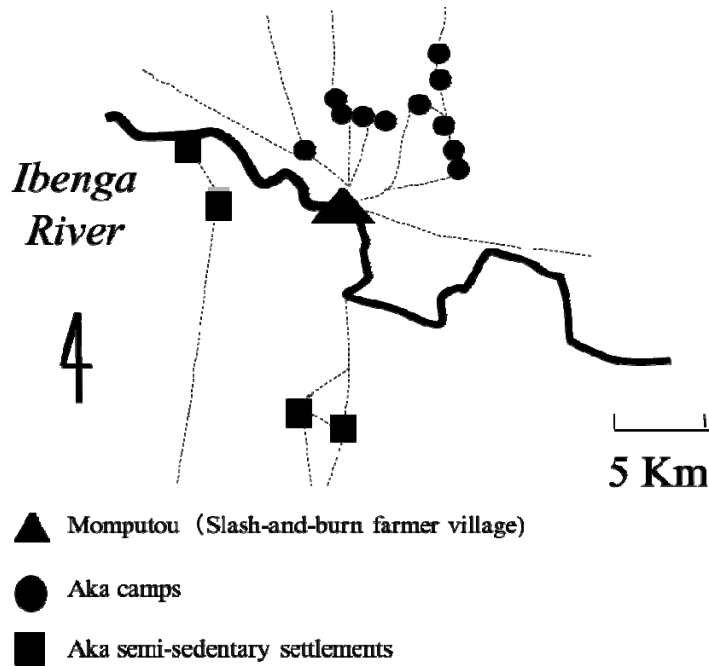 Ibenga
River
5 Km
Momputou (Slash-and-burn farmer village)
Aka camps
Aka semi-sedentary settlements